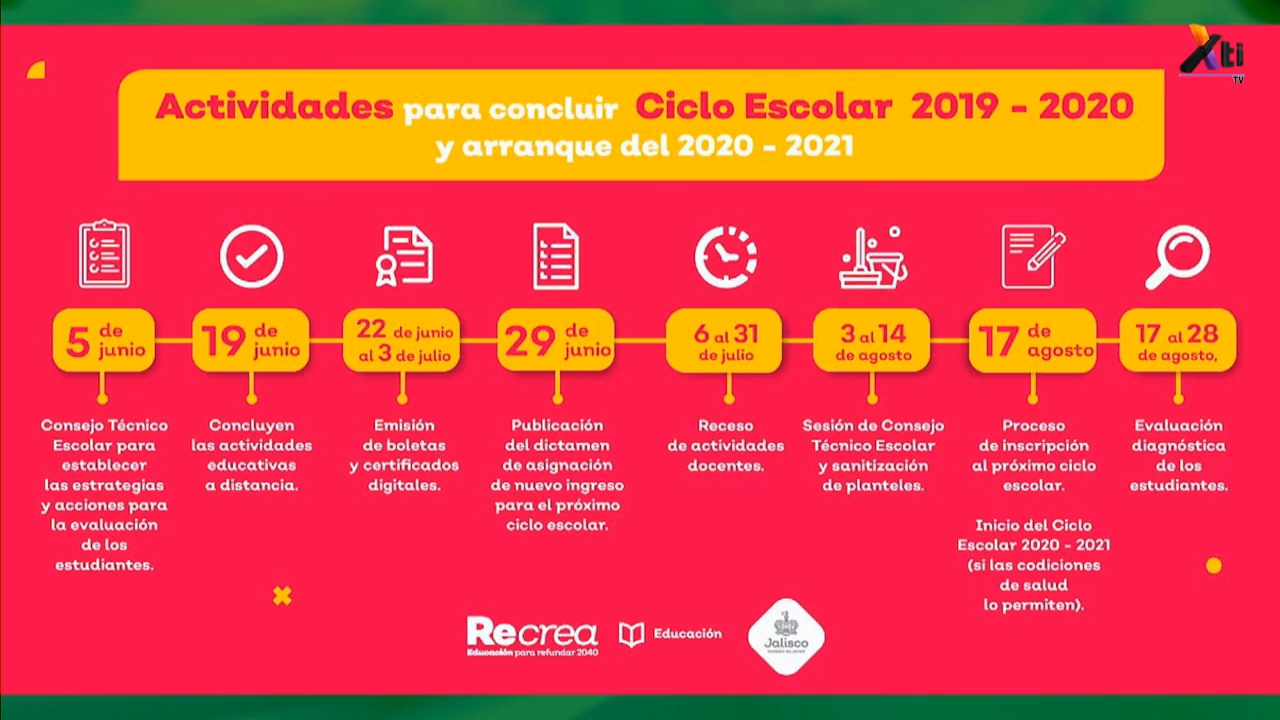 Xti
TV
Actividades para concluir Ciclo Escolar 2019 - 2020
y arranque del 2020 - 2021
5 de
junio
Consejo Técnico
Escolar para
establecer
las estrategias
y acciones para
la evaluación
de los
estudiantes.
19 de
junio
Concluyen
las actividades
educativas
a distancia.
22 de junio
al 3 de julio
Emisión
de boletas
y certificados
digitales.
29 de
junio
Publicación
del dictamen
de asignación
de nuevo ingreso
para el próximo
ciclo escolar.
6 al 31
de julio
Receso
de actividades
docentes.
3 al 14
de agosto
Sesión de Consejo
Técnico Escolar
y sanitización
de planteles.
17 de
agosto
Proceso
de inscripción
al próximo ciclo
escolar.
Inicio del Ciclo
Escolar 2020 - 2021
(si las codiciones
de salud
lo permiten).
17 al 28
de agosto,
Evaluación
diagnóstica
de los
estudiantes.
Recrea
Educación para refundar 2040
Educación
Jalisco